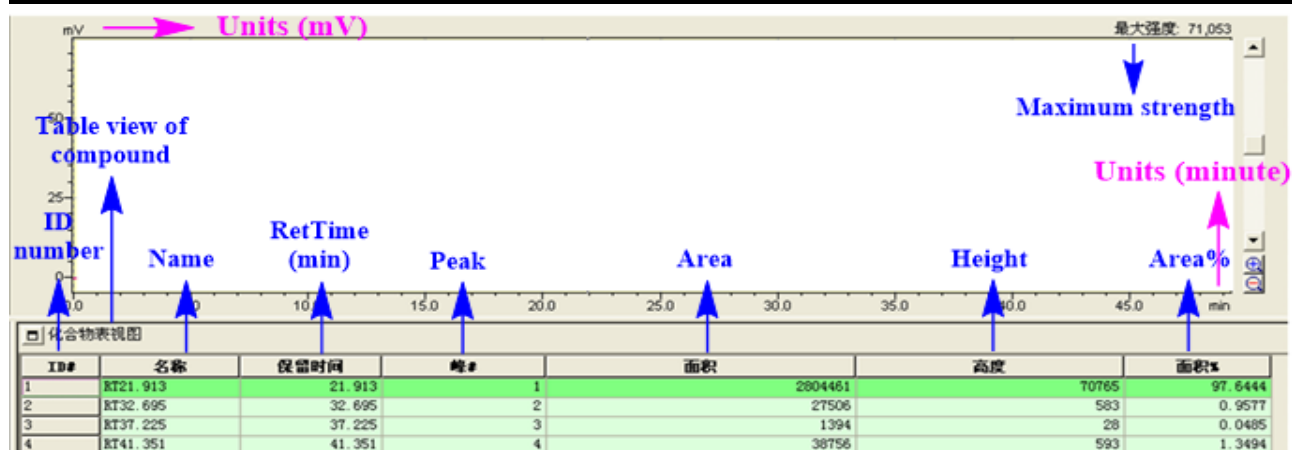 mV Units (mV) 最大强度: 71,053
Maximum strength
50
Table view of
compound
Units (minute)
25
ID
number
Name
RetTime
(min)
Peak
Area
Height
Area%
0
0.0 5.0 10.0 15.0 20.0 25.0 30.0 35.0 40.0 45.0 min
化合物表视图
ID# 名称 保留时间 峰# 面积 高度 面积%
1 RT21.913 21.913 1 2804461 70765 97.6444
2 RT32.695 32.695 2 27506 583 0.9577
3 RT37.225 37.225 3 1394 28 0.0485
4 RT41.351 41.351 4 38756 593 1.3494